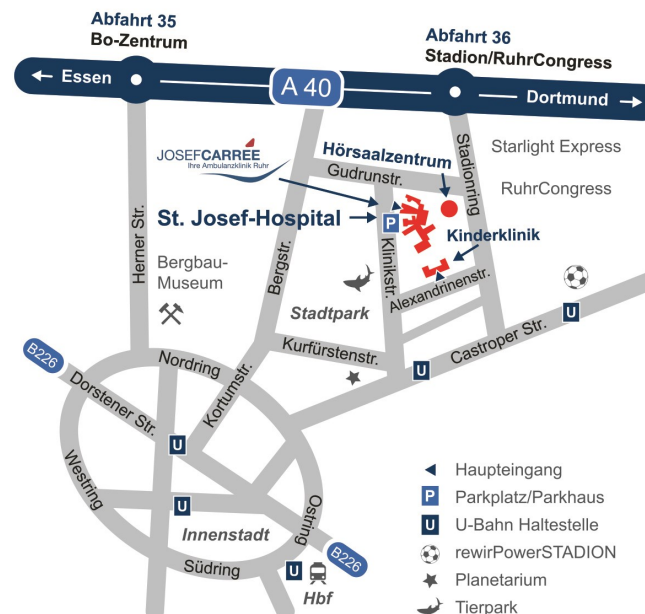 Abfahrt 35
Bo-Zentrum
Abfahrt 36
Stadion/RuhrCongress
Essen
A 40
Dortmund
JOSEFCARRÉE
Ihre Ambulanzklinik Ruhr
Hörsaalzentrum
Starlight Express
Gudrunstr.
Stadionring
RuhrCongress
St. Josef-Hospital
P
Kinderklinik
Herner Str.
Bergbau-
Museum
Bergstr.
Klinikstr.
Alexandrinenstr.
Stadtpark
U
Castroper Str.
Kurfürstenstr.
U
B226
Nordring
Dorstener Str.
Kortumstr.
U
Westring
U
Ostring
Innenstadt
B226
Südring
U
Hbf
Haupteingang
P Parkplatz/Parkhaus
U U-Bahn Haltestelle
rewirPowerSTADION
Planetarium
Tierpark